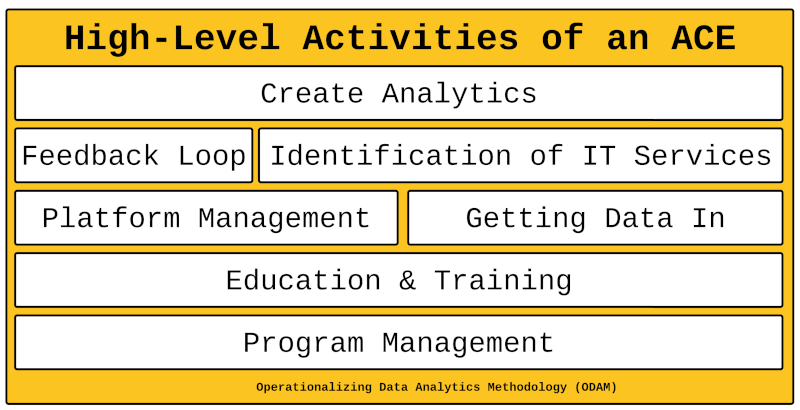 High-Level Activities of an ACE
Create Analytics
Feedback Loop
Identification of IT Services
Platform Management
Getting Data In
Education & Training
Program Management
Operationalizing Data Analytics Methodology (ODAM)